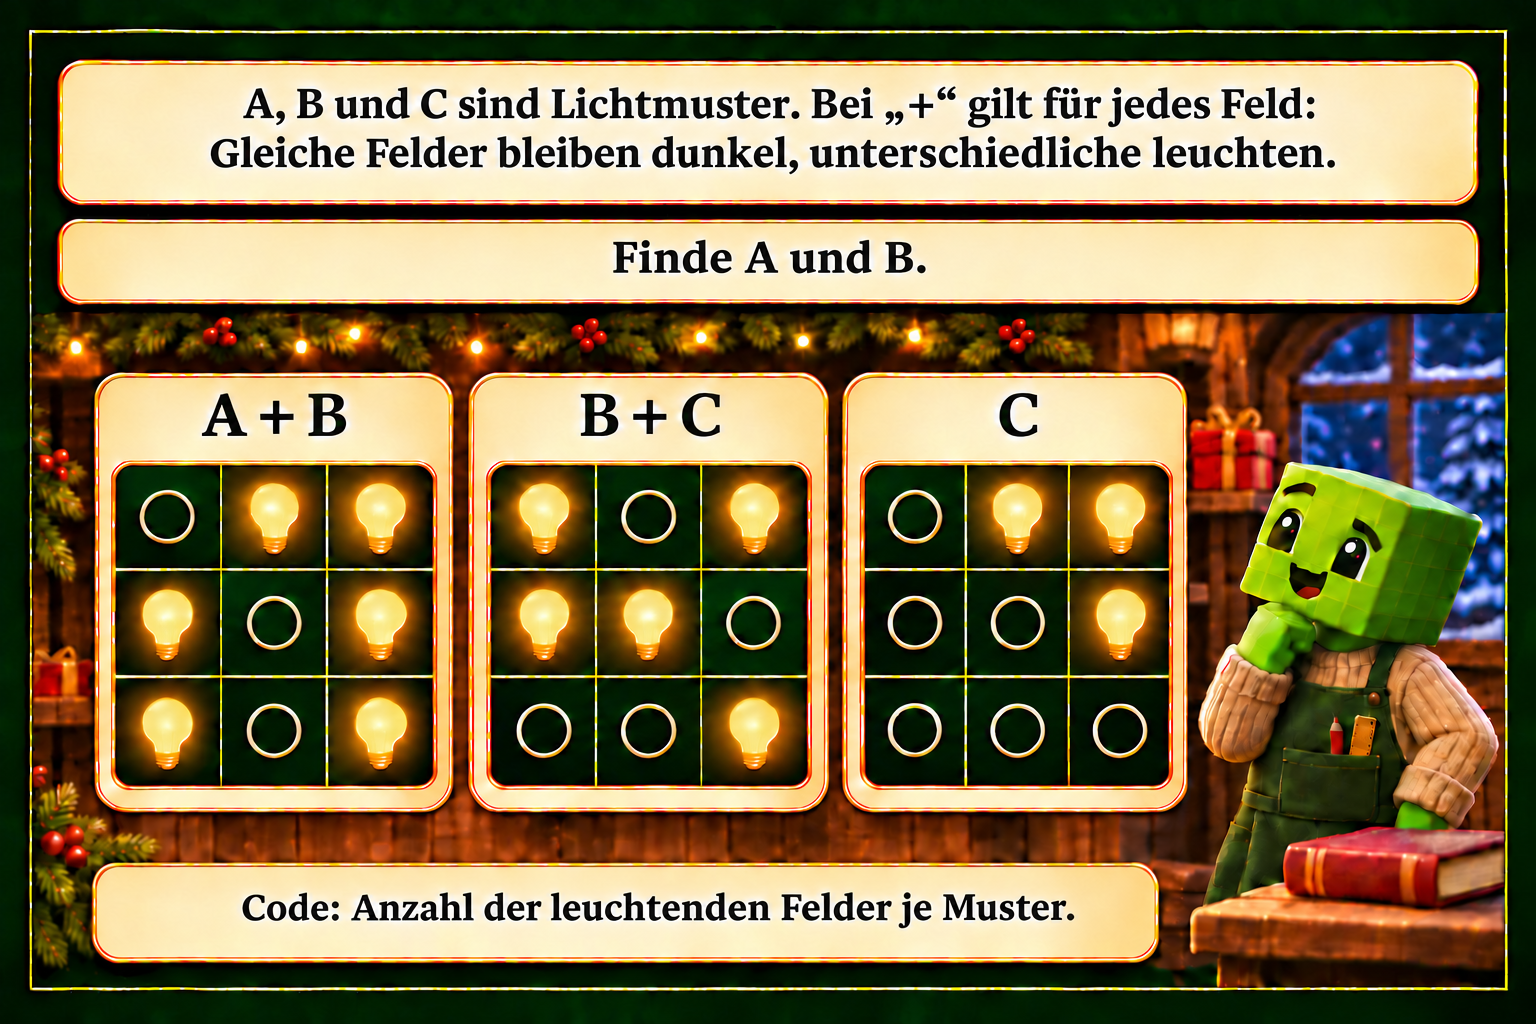 A, B und C sind Lichtmuster. Bei „+“ gilt für jedes Feld:
Gleiche Felder bleiben dunkel, unterschiedliche leuchten.
Finde A und B.
A + B
B + C
C
Code: Anzahl der leuchtenden Felder je Muster.